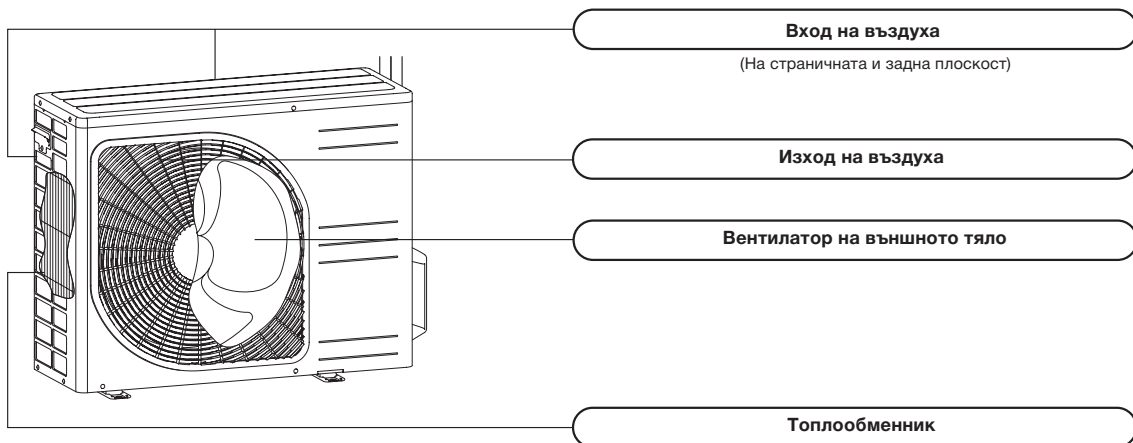 Вход на въздуха
(На страничната и задна плоскост)
Изход на въздуха
Вентилатор на външното тяло
Топлообменник